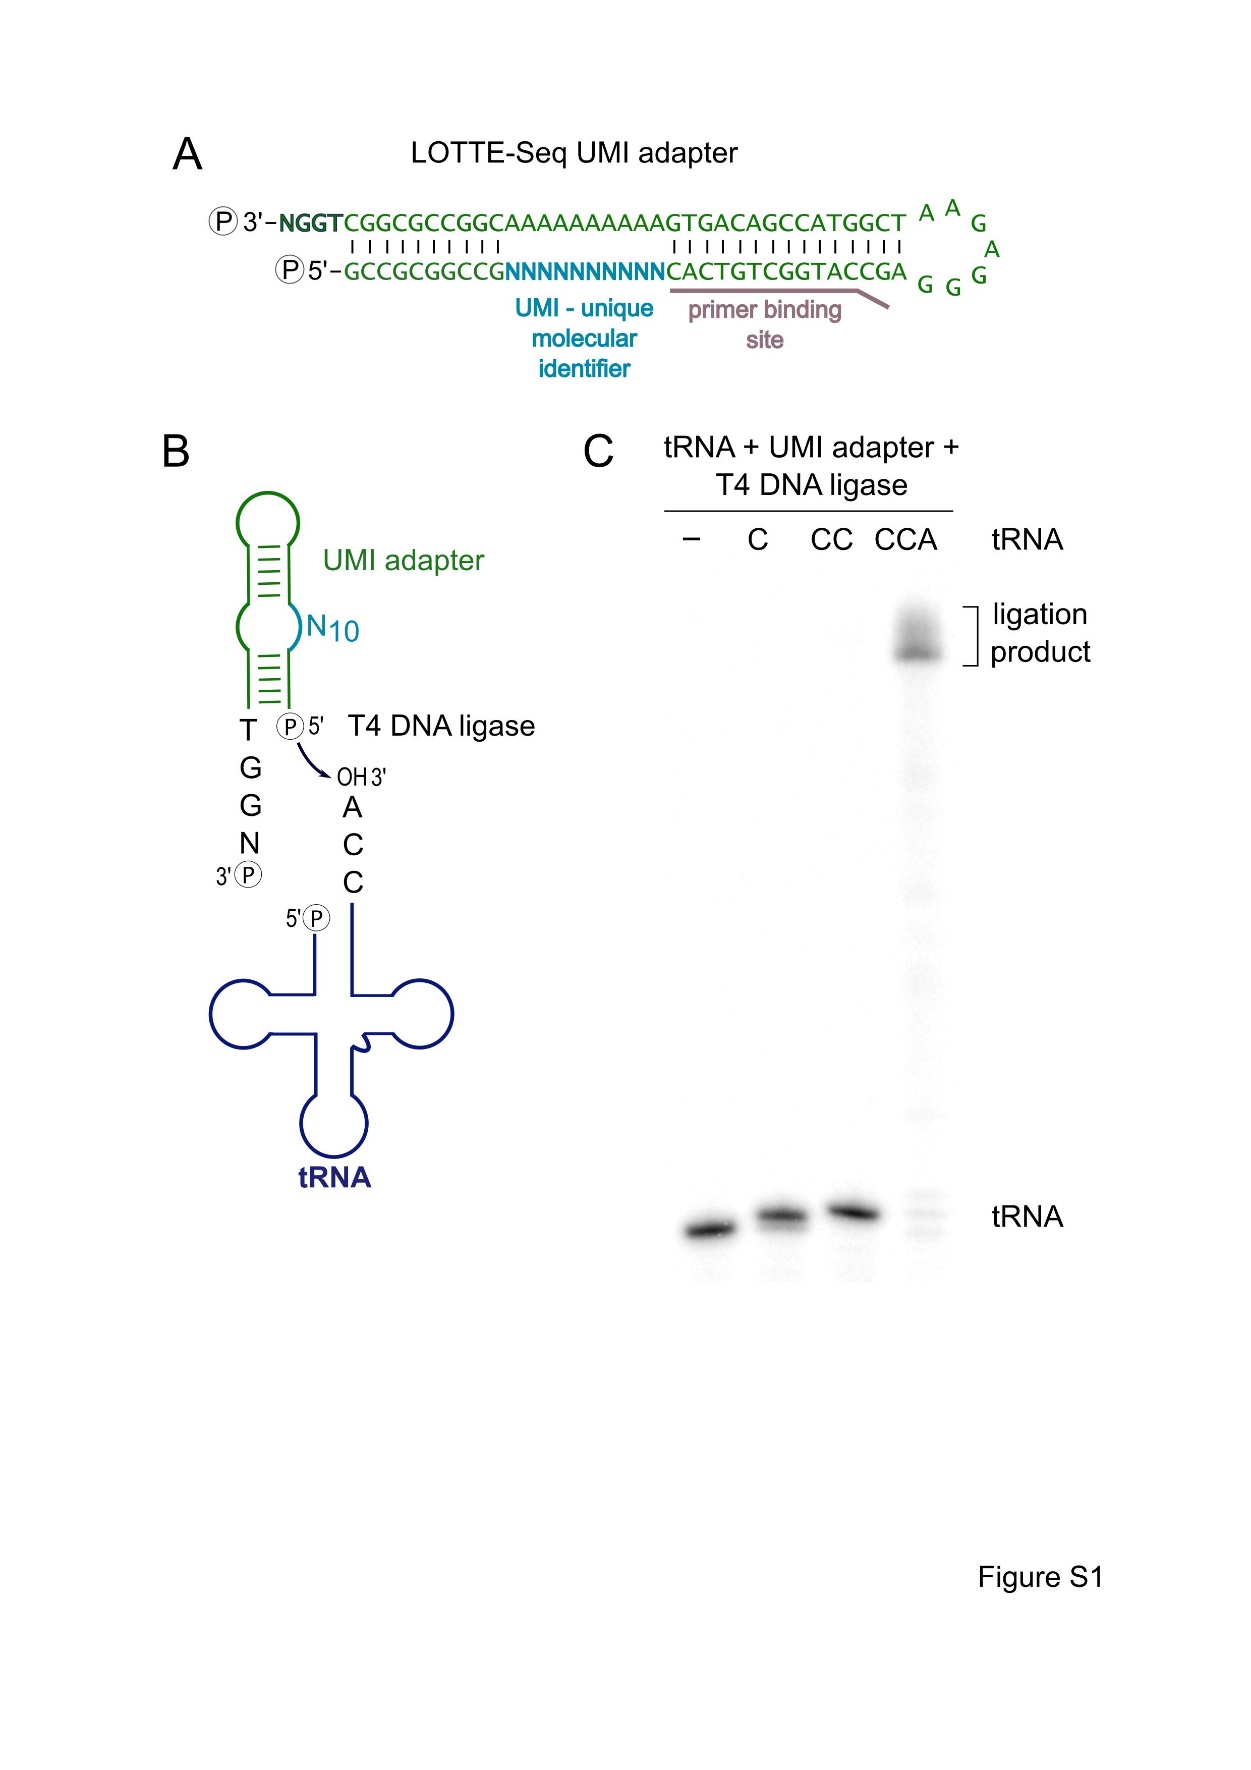 A
LOTTE-Seq UMI adapter
P 3'-NGGTCGGCGCCGGCAAAAAAAAAAGTGACAGCCATGGCT A A G A G G G
P 5'-GCCGCGGCCGNNNNNNNNNNCACTGTCGGTACCGA
UMI - unique
molecular
identifier
primer binding
site
B
UMI adapter
N10
T P 5' T4 DNA ligase
G OH 3'
G A
N C
3' P C
5' P
tRNA
C
tRNA + UMI adapter +
T4 DNA ligase
– C CC CCA tRNA
ligation
product
tRNA
Figure S1